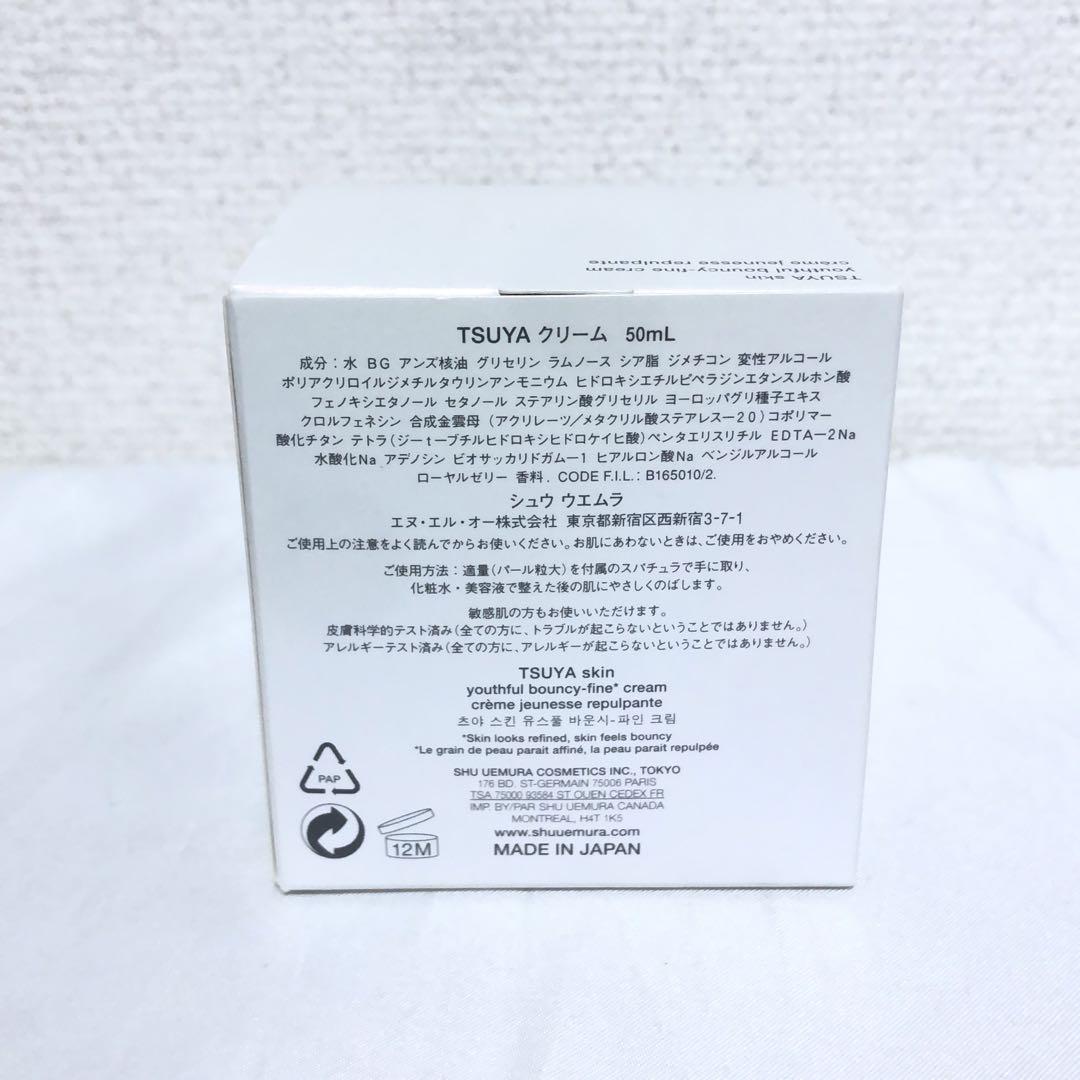 TSUYA skin
youthful bouncy-fine cream
crème jeunesse repulpante
TSUYA クリーム 50mL
成分：水 BG アンズ核油 グリセリン ラムノース シア脂 ジメチコン 変性アルコール
ポリアクリロイルジメチルタウリンアンモニウム ヒドロキシエチルピペラジンエタンスルホン酸
フェノキシエタノール セタノール ステアリン酸グリセリル ヨーロッパグリ種子エキス
クロルフェネシン 合成金雲母 （アクリレーツ/メタクリル酸ステアレス－20）コポリマー
酸化チタン テトラ(ジーtーブチルヒドロキシヒドロケイヒ酸)ペンタエリスリチル EDTA－2Na
水酸化Na アデノシン ビオサッカリドガム－1 ヒアルロン酸Na ベンジルアルコール
ローヤルゼリー 香料. CODE F.I.L.: B165010/2.
シュウ ウエムラ
エヌ・エル・オー株式会社 東京都新宿区西新宿3-7-1
ご使用上の注意をよく読んでからお使いください。お肌にあわないときは、ご使用をおやめください。
ご使用方法：適量（パール粒大）を付属のスパチュラで手に取り、
化粧水・美容液で整えた後の肌にやさしくのばします。
敏感肌の方もお使いいただけます。
皮膚科学的テスト済み（全ての方に、トラブルが起こらないということではありません。）
アレルギーテスト済み（全ての方に、アレルギーが起こらないということではありません。）
TSUYA skin
youthful bouncy-fine* cream
crème jeunesse repulpante
츠야 스킨 유스풀 바운시-파인 크림
*Skin looks refined, skin feels bouncy
*Le grain de peau parait affiné, la peau parait repulpée
SHU UEMURA COSMETICS INC., TOKYO
176 BD. ST-GERMAIN 75006 PARIS
TSA 75000 93584 ST OUEN CEDEX FR
IMP. BY/PAR SHU UEMURA CANADA
MONTREAL, H4T 1K5
www.shuuemura.com
MADE IN JAPAN
PAP
12M